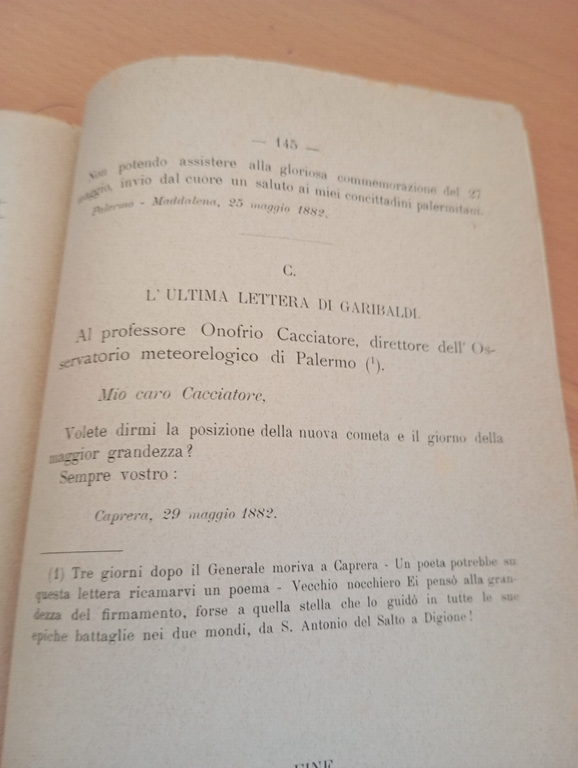 — 145 —
Non potendo assistere alla gloriosa commemorazione del 27
maggio, invio dal cuore un saluto ai miei concittadini palermitani.
Palermo - Maddalena, 25 maggio 1882.
C.
L' ULTIMA LETTERA DI GARIBALDI.
Al professore Onofrio Cacciatore, direttore dell' Os-
servatorio meteorelogico di Palermo (¹).
Mio caro Cacciatore,
Volete dirmi la posizione della nuova cometa e il giorno della
maggior grandezza?
Sempre vostro:
Caprera, 29 maggio 1882.
(1) Tre giorni dopo il Generale moriva a Caprera - Un poeta potrebbe su
questa lettera ricamarvi un poema - Vecchio nocchiero Ei pensò alla gran-
dezza del firmamento, forse a quella stella che lo guidò in tutte le sue
epiche battaglie nei due mondi, da S. Antonio del Salto a Digione!
FINE